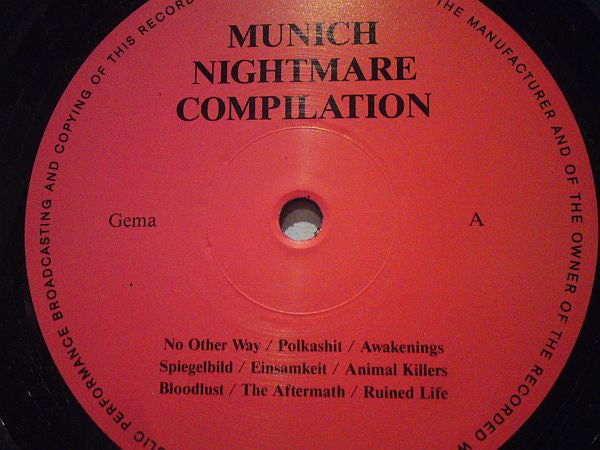 MUNICH
NIGHTMARE
COMPILATION
Gema
A
No Other Way / Polkashit / Awakenings
Spiegelbild / Einsamkeit / Animal Killers
Bloodlust / The Aftermath / Ruined Life
PERFORMANCE BROADCASTING AND COPYING OF THIS RECORD
THE MANUFACTURER AND OF THE OWNER OF THE RECORDED